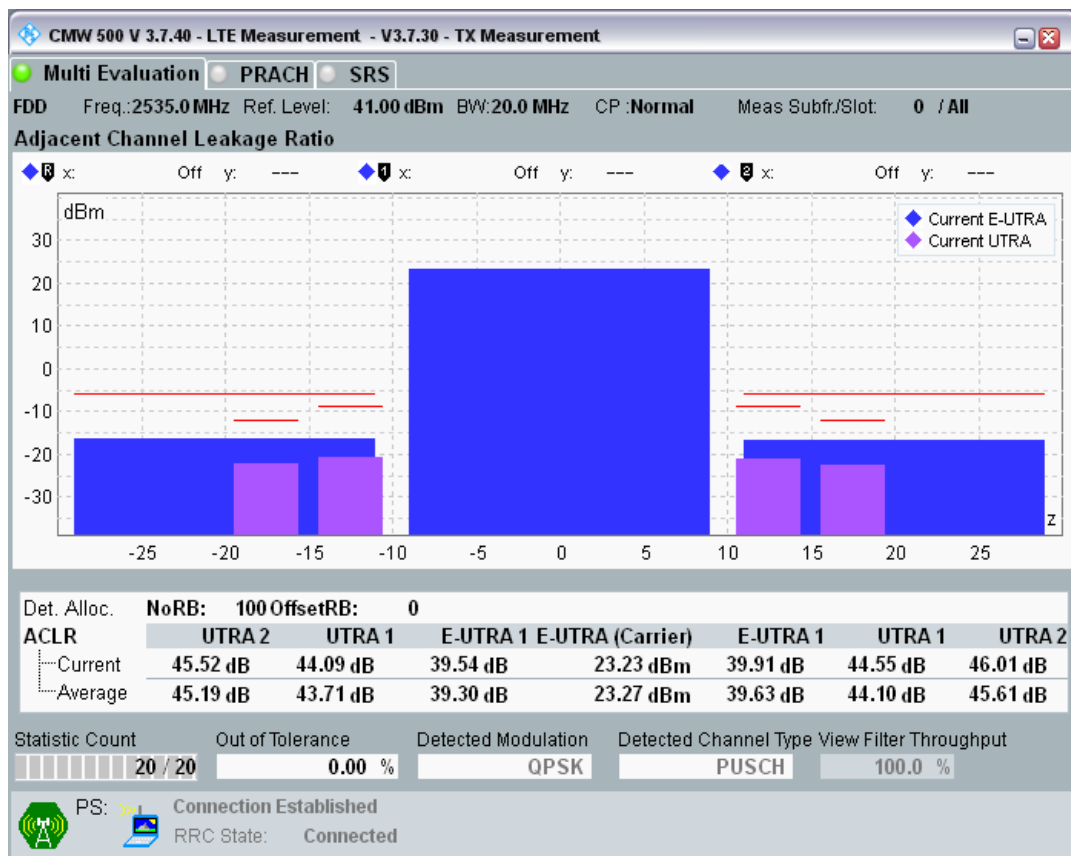 CMW 500 V 3.7.40 - LTE Measurement - V3.7.30 - TX Measurement
Multi Evaluation PRACH SRS
FDD Freq.:2535.0 MHz Ref. Level: 41.00 dBm BW:20.0 MHz CP :Normal Meas Subfr./Slot: 0 / All
Adjacent Channel Leakage Ratio
R x: Off y: --- 1 x: Off y: --- 2 x: Off y: ---
dBm
Current E-UTRA
Current UTRA
30
20
10
0
-10
-20
-30
z
-25 -20 -15 -10 -5 0 5 10 15 20 25
Det. Alloc. NoRB: 100 OffsetRB: 0
ACLR UTRA 2 UTRA 1 E-UTRA 1 E-UTRA (Carrier) E-UTRA 1 UTRA 1 UTRA 2
Current 45.52 dB 44.09 dB 39.54 dB 23.23 dBm 39.91 dB 44.55 dB 46.01 dB
Average 45.19 dB 43.71 dB 39.30 dB 23.27 dBm 39.63 dB 44.10 dB 45.61 dB
Statistic Count Out of Tolerance Detected Modulation Detected Channel Type View Filter Throughput
20 / 20 0.00 % QPSK PUSCH 100.0 %
PS: Connection Established
RRC State: Connected